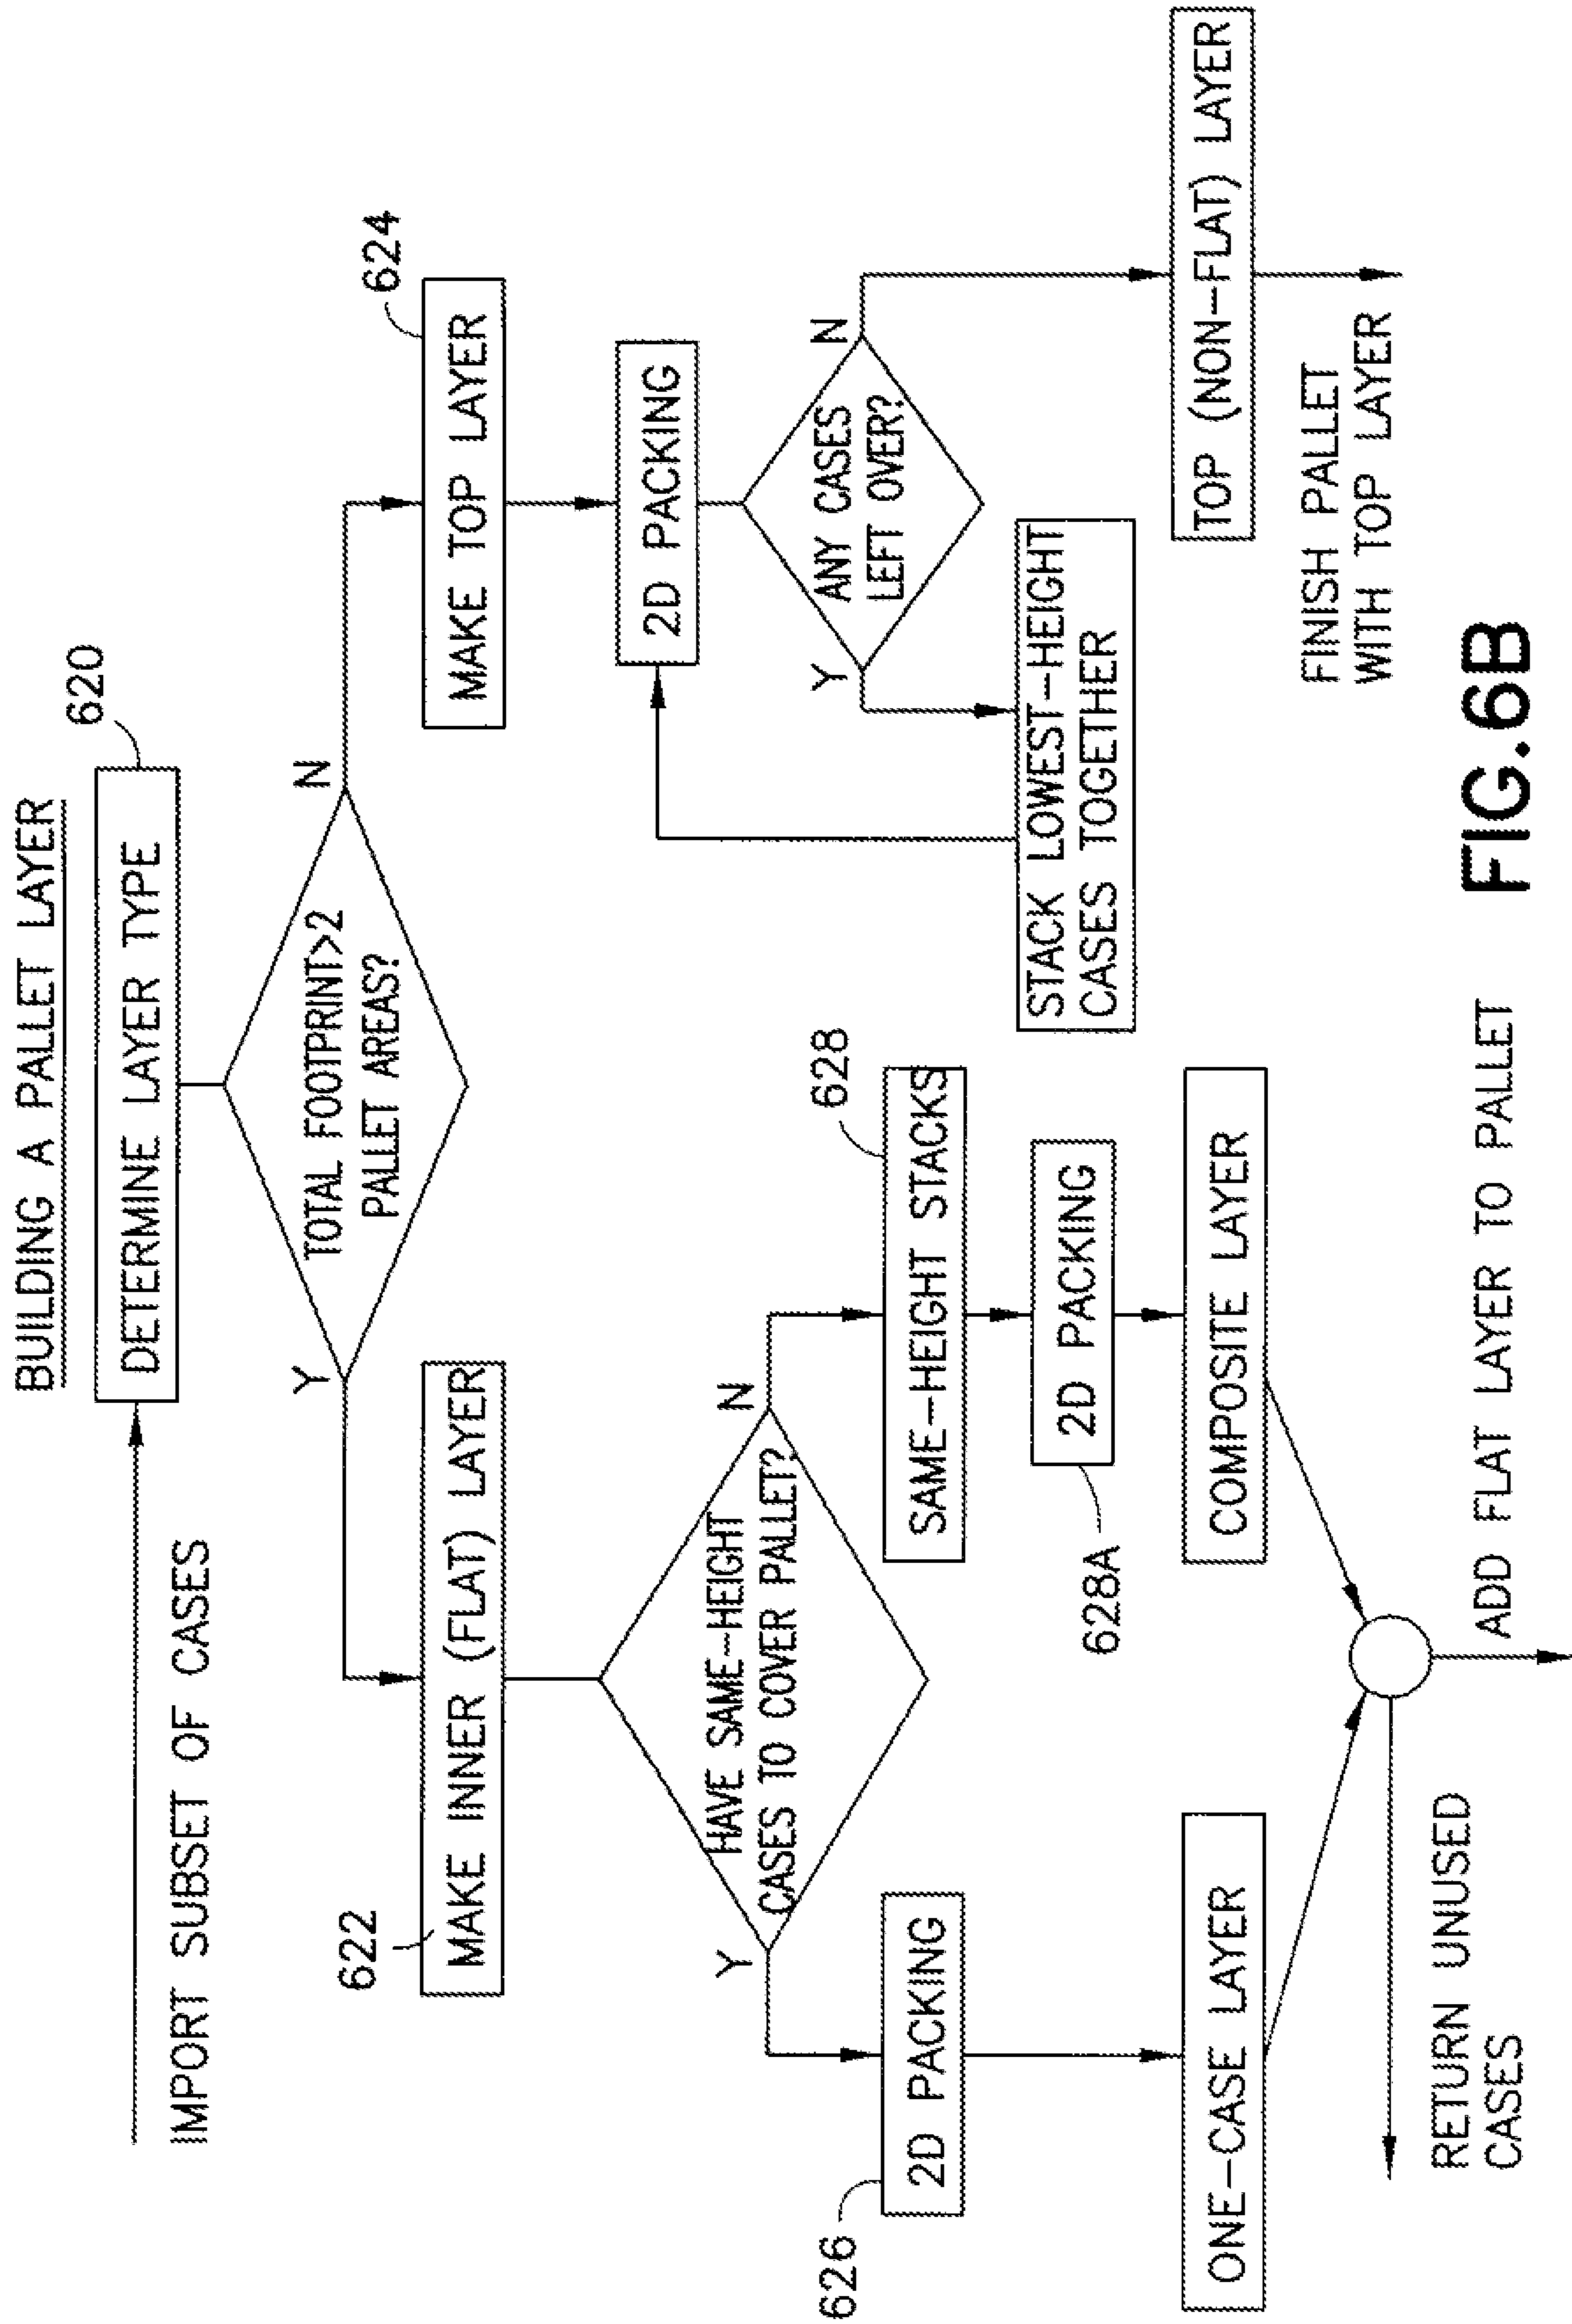 BUILDING A PALLET LAYER
IMPORT SUBSET OF CASES
DETERMINE LAYER TYPE
620
TOTAL FOOTPRINT>2
PALLET AREAS?
Y
N
622
MAKE INNER (FLAT) LAYER
MAKE TOP LAYER
624
HAVE SAME-HEIGHT
CASES TO COVER PALLET?
Y
N
2D PACKING
ANY CASES
LEFT OVER?
Y
N
626
2D PACKING
SAME-HEIGHT STACKS
628
STACK LOWEST-HEIGHT
CASES TOGETHER
628A
2D PACKING
ONE-CASE LAYER
COMPOSITE LAYER
TOP (NON-FLAT) LAYER
RETURN UNUSED
CASES
ADD FLAT LAYER TO PALLET
FINISH PALLET
WITH TOP LAYER
FIG.6B